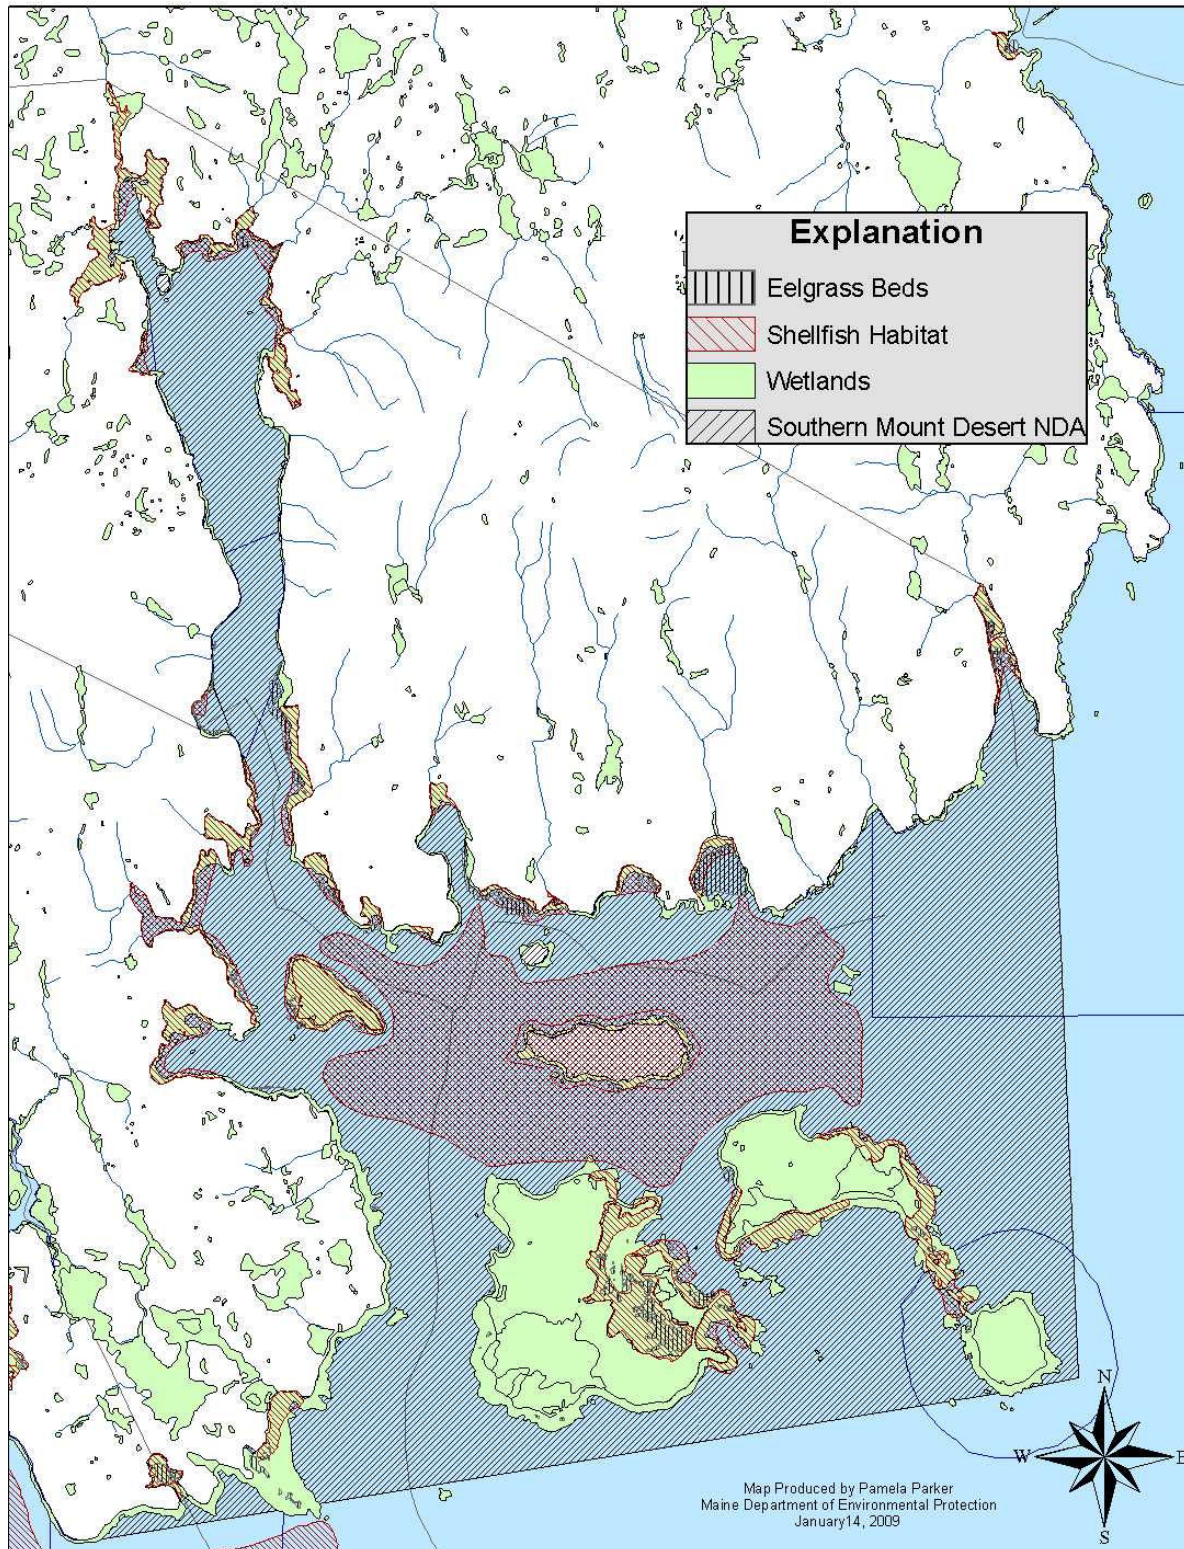 Explanation
Eelgrass Beds
Shellfish Habitat
Wetlands
Southern Mount Desert NDA
N
W
E
S
Map Produced by Pamela Parker
Maine Department of Environmental Protection
January14, 2009